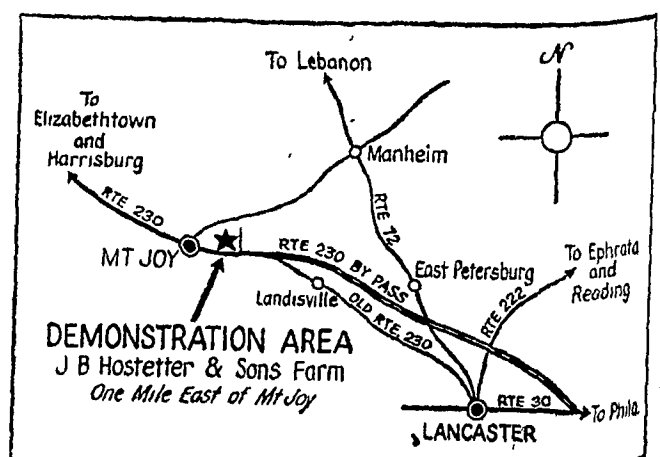 N
To Lebanon
To
Elizabethtown
and
Harrisburg
Manheim
RTE 230
RTE 72
MT JOY
RTE 230 BY PASS
East Petersburg
To Ephrata
and
Reading
Landisville
OLD RTE 230
RTE 222
DEMONSTRATION AREA
J B Hostetter & Sons Farm
One Mile East of Mt Joy
RTE 30
To Phila.
LANCASTER